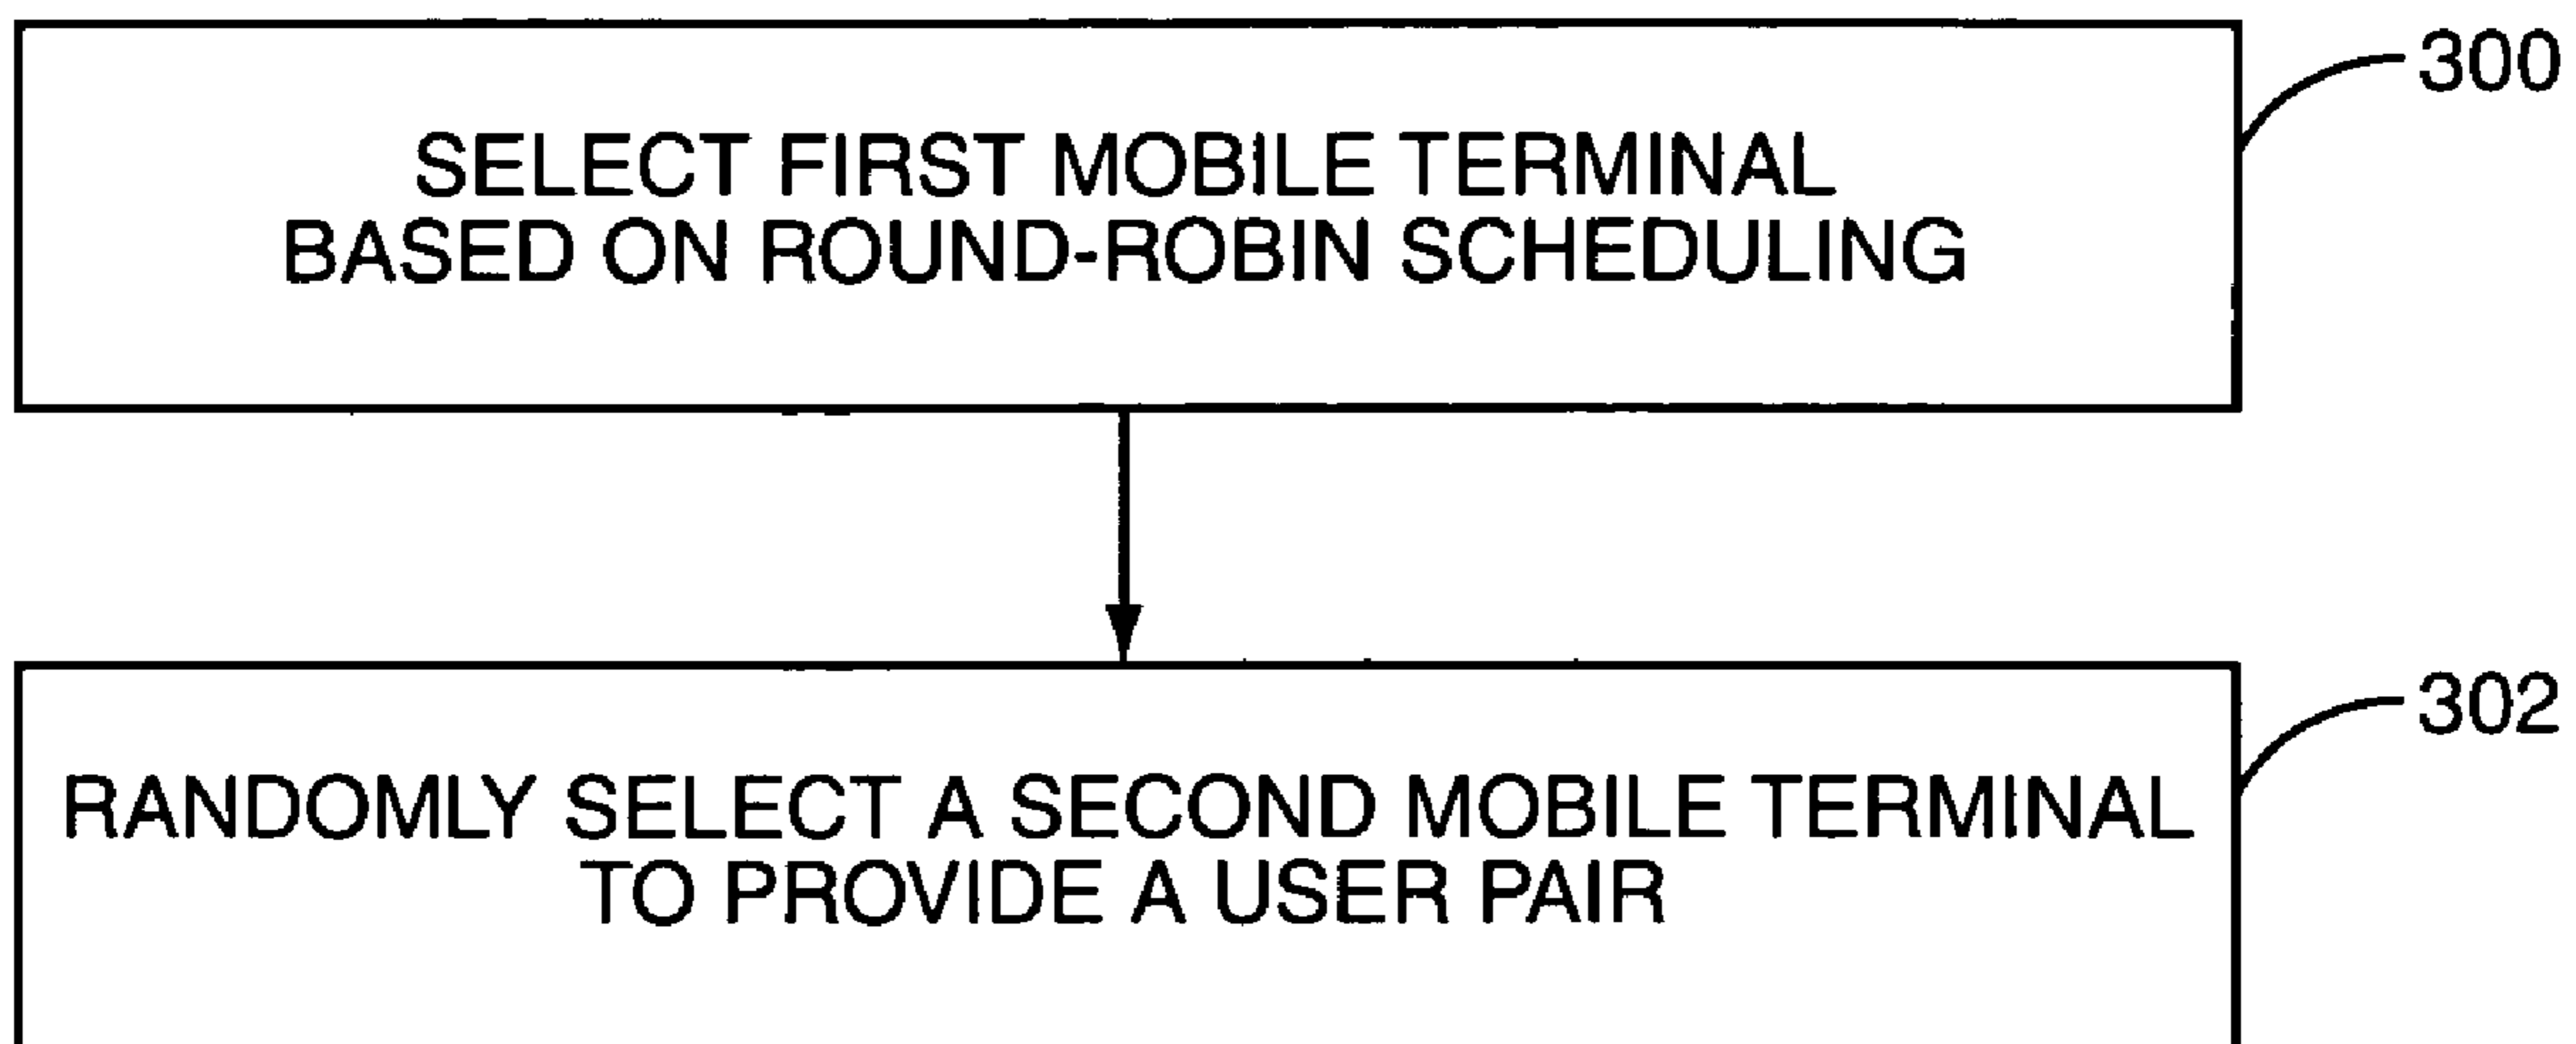 300
SELECT FIRST MOBILE TERMINAL
BASED ON ROUND-ROBIN SCHEDULING
302
RANDOMLY SELECT A SECOND MOBILE TERMINAL
TO PROVIDE A USER PAIR